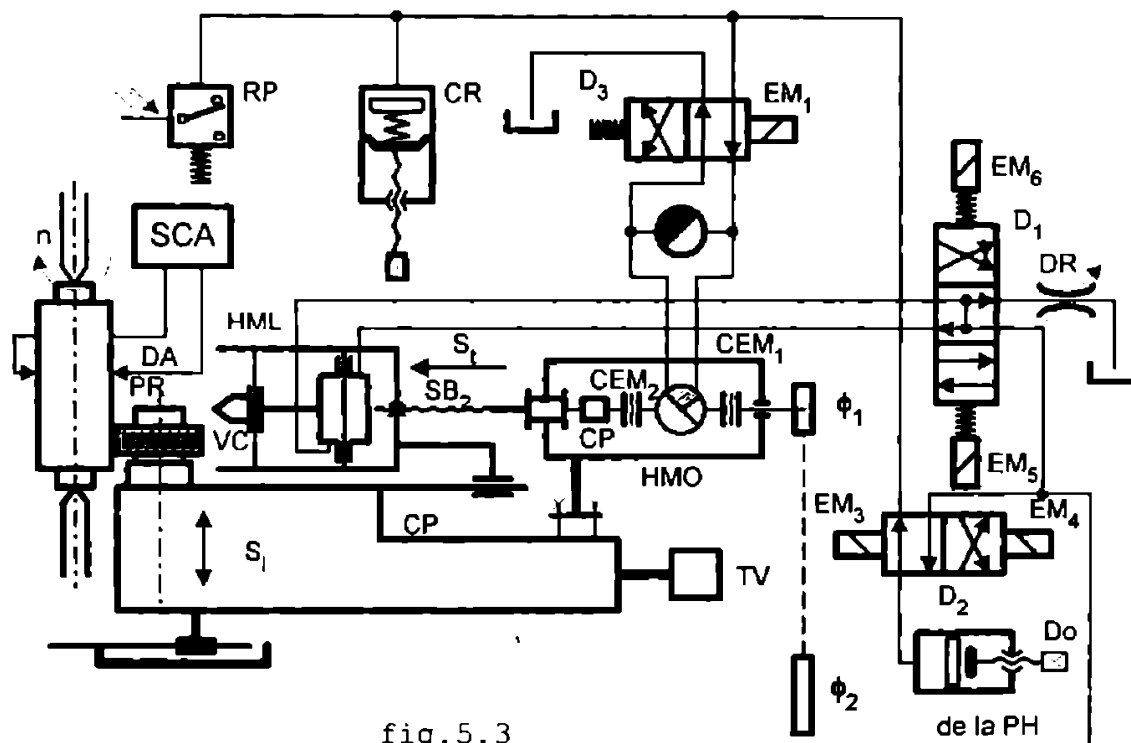 RP
CR
D3
EM1
EM6
SCA
D1
n
DR
HML
DA
St
CEM1
PR
SB2
CEM2
VC
CP
ϕ1
HMO
EM5
EM3
EM4
CP
Sl
TV
D2
Do
ϕ2
de la PH
fig.5.3